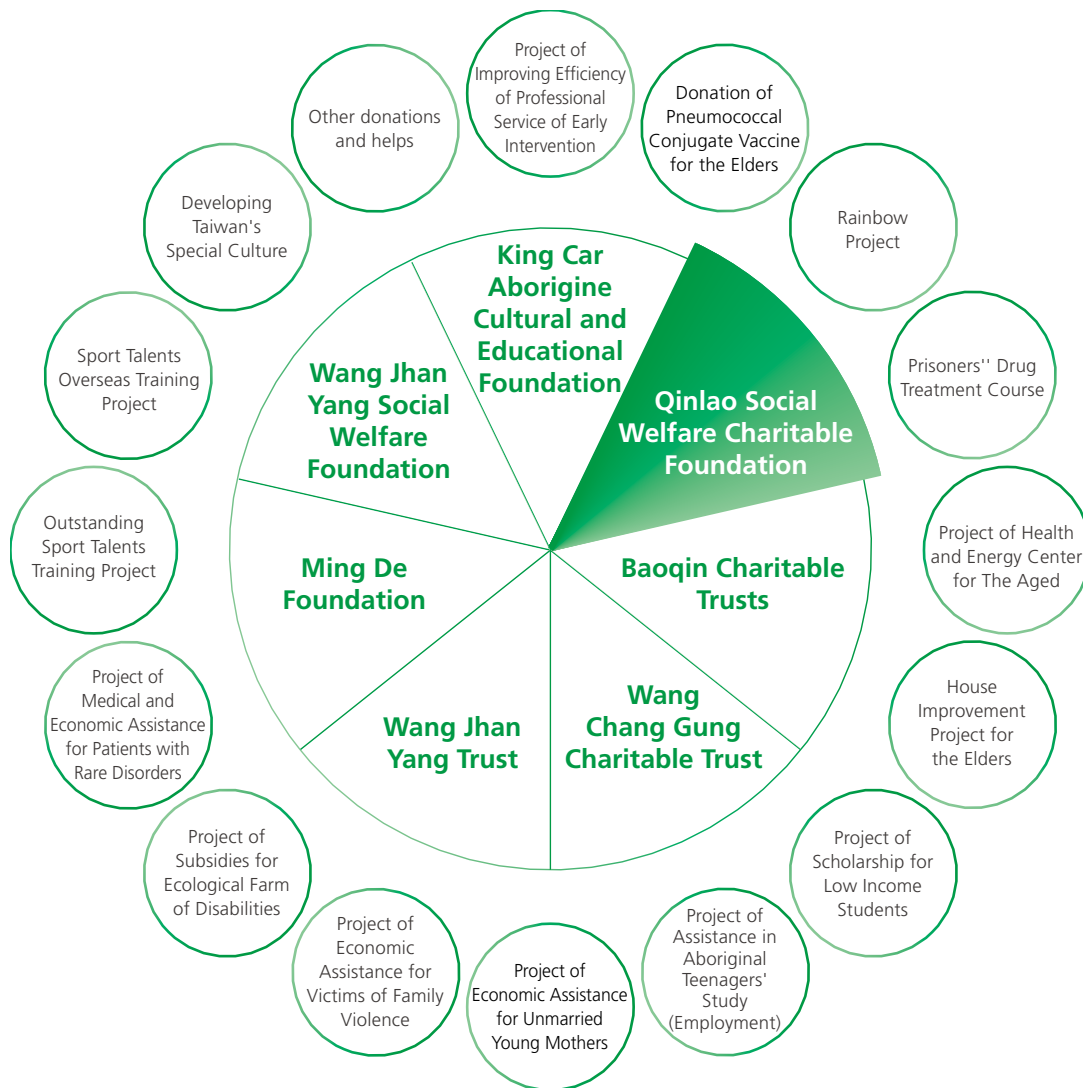 Project of
Improving Efficiency
of Professional
Service of Early
Intervention
Donation of
Pneumococcal
Conjugate Vaccine
for the Elders
Rainbow
Project
Prisoners'' Drug
Treatment Course
Project of Health
and Energy Center
for The Aged
House
Improvement
Project for
the Elders
Project of
Scholarship for
Low Income
Students
Project of
Assistance in
Aboriginal
Teenagers'
Study
(Employment)
Project of
Economic Assistance
for Unmarried
Young Mothers
Project of
Economic
Assistance for
Victims of Family
Violence
Project of
Subsidies for
Ecological Farm
of Disabilities
Project of
Medical and
Economic Assistance
for Patients with
Rare Disorders
Outstanding
Sport Talents
Training Project
Sport Talents
Overseas Training
Project
Developing
Taiwan's
Special Culture
Other donations
and helps
King Car
Aborigine
Cultural and
Educational
Foundation
Qinlao Social
Welfare Charitable
Foundation
Baoqin Charitable
Trusts
Wang
Chang Gung
Charitable Trust
Wang Jhan
Yang Trust
Ming De
Foundation
Wang Jhan
Yang Social
Welfare
Foundation